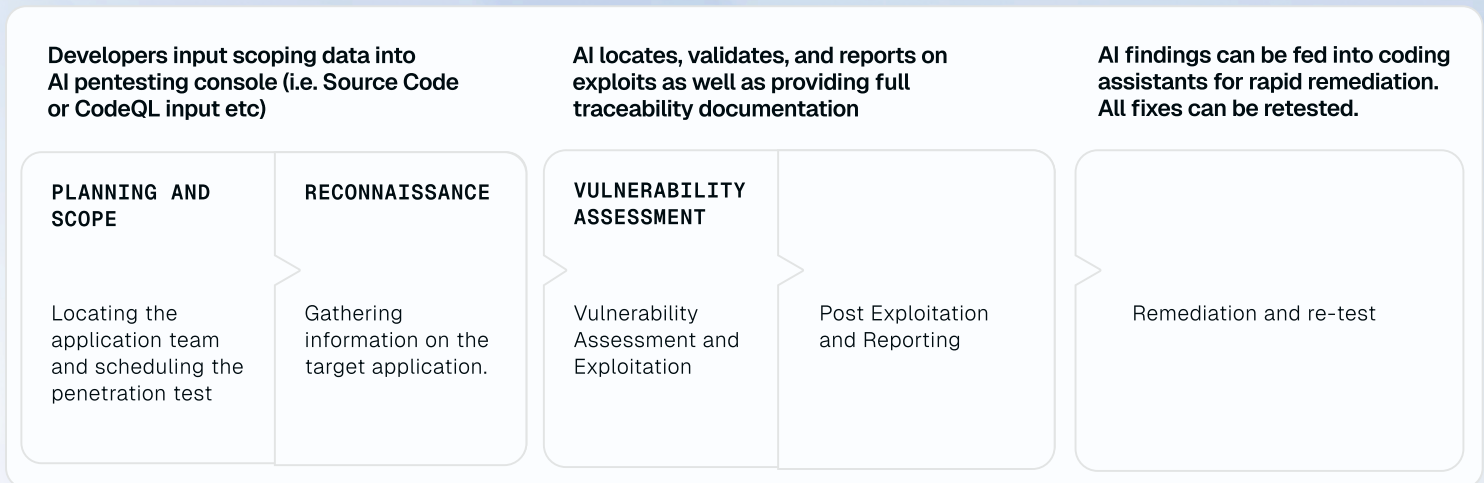 Developers input scoping data into
AI pentesting console (i.e. Source Code
or CodeQL input etc)
AI locates, validates, and reports on
exploits as well as providing full
traceability documentation
AI findings can be fed into coding
assistants for rapid remediation.
All fixes can be retested.
PLANNING AND
SCOPE
Locating the
application team
and scheduling the
penetration test
RECONNAISSANCE
Gathering
information on the
target application.
VULNERABILITY
ASSESSMENT
Vulnerability
Assessment and
Exploitation
Post Exploitation
and Reporting
Remediation and re-test